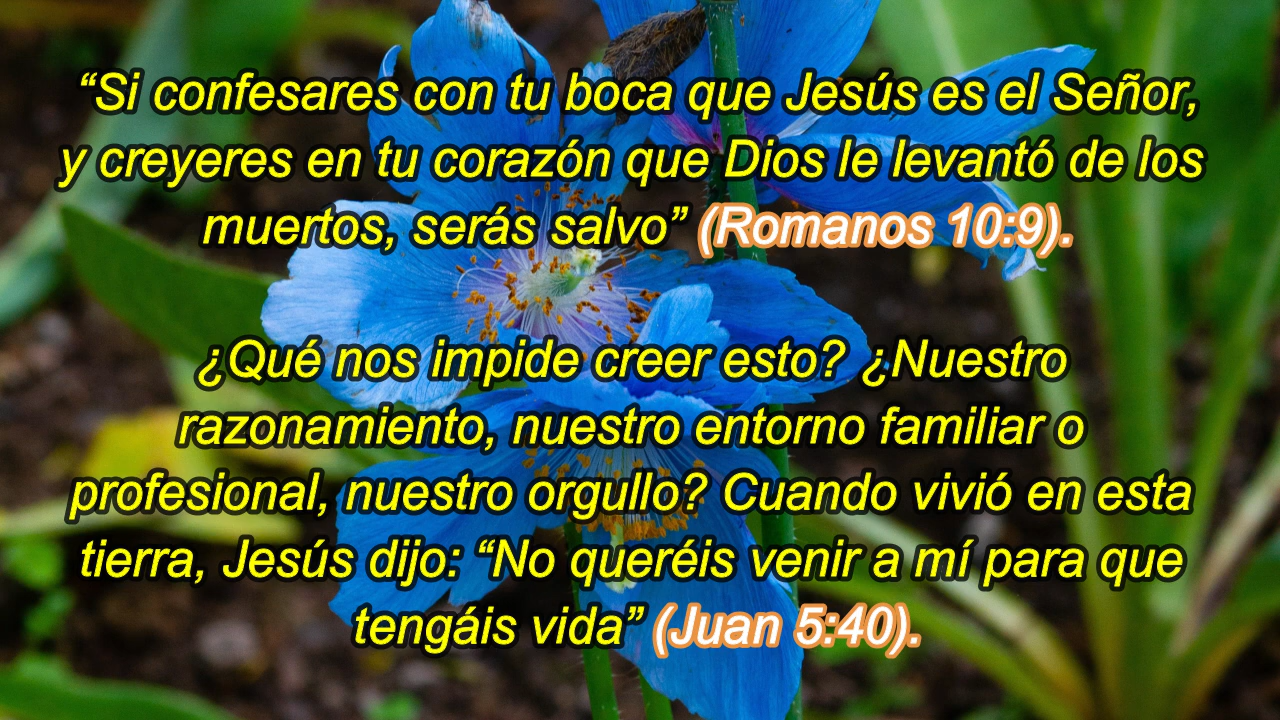 “Si confesares con tu boca que Jesús es el Señor,
y creyeres en tu corazón que Dios le levantó de los
muertos, serás salvo” (Romanos 10:9).
¿Qué nos impide creer esto? ¿Nuestro
razonamiento, nuestro entorno familiar o
profesional, nuestro orgullo? Cuando vivió en esta
tierra, Jesús dijo: “No queréis venir a mí para que
tengáis vida” (Juan 5:40).